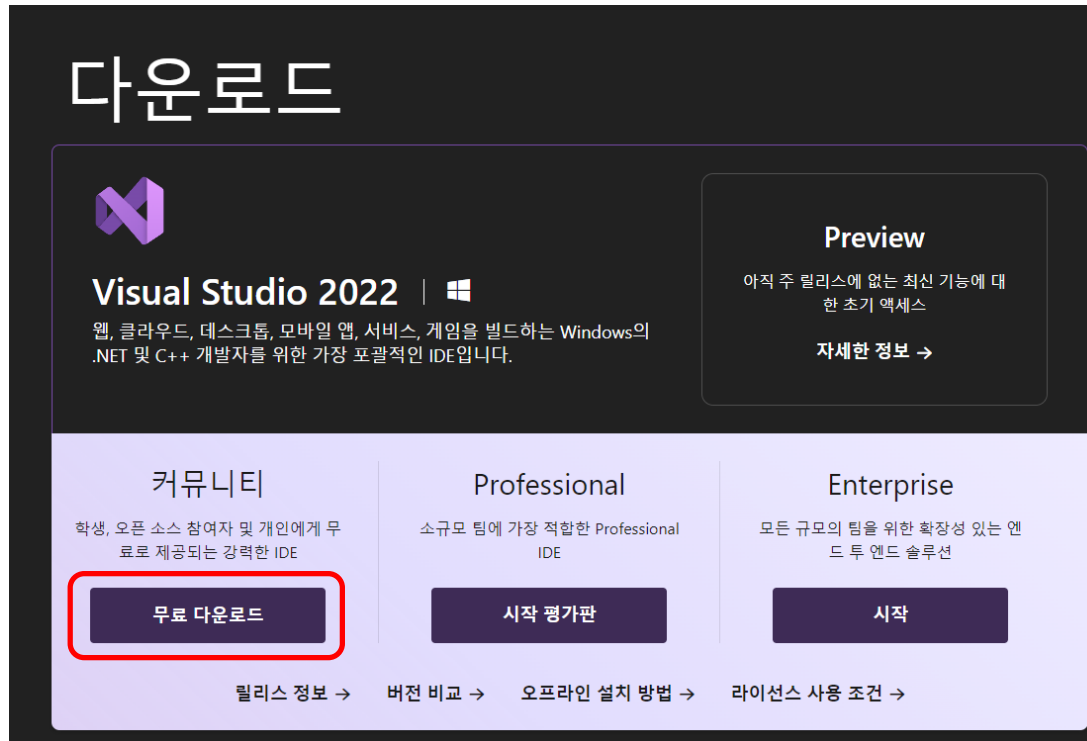 다운로드
Visual Studio 2022
웹, 클라우드, 데스크톱, 모바일 앱, 서비스, 게임을 빌드하는 Windows의
.NET 및 C++ 개발자를 위한 가장 포괄적인 IDE입니다.
Preview
아직 주 릴리스에 없는 최신 기능에 대
한 초기 액세스
자세한 정보 →
커뮤니티
학생, 오픈 소스 참여자 및 개인에게 무
료로 제공되는 강력한 IDE
무료 다운로드
Professional
소규모 팀에 가장 적합한 Professional
IDE
시작 평가판
Enterprise
모든 규모의 팀을 위한 확장성 있는 엔
드 투 엔드 솔루션
시작
릴리스 정보 → 버전 비교 → 오프라인 설치 방법 → 라이선스 사용 조건 →